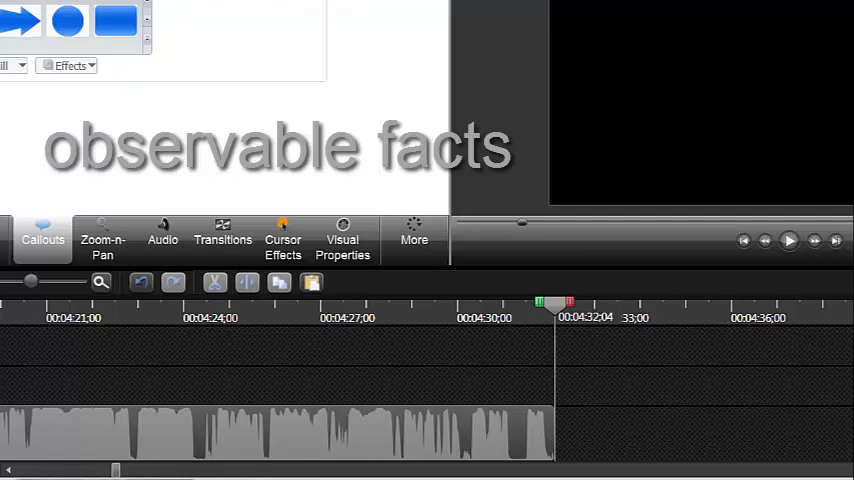 ill
Effects
observable facts
Callouts
Zoom-n-
Pan
Audio
Transitions
Cursor
Effects
Visual
Properties
More
00:04:21;00
00:04:24;00
00:04:27;00
00:04:30;00
00:04:32;04
33;00
00:04:36;00